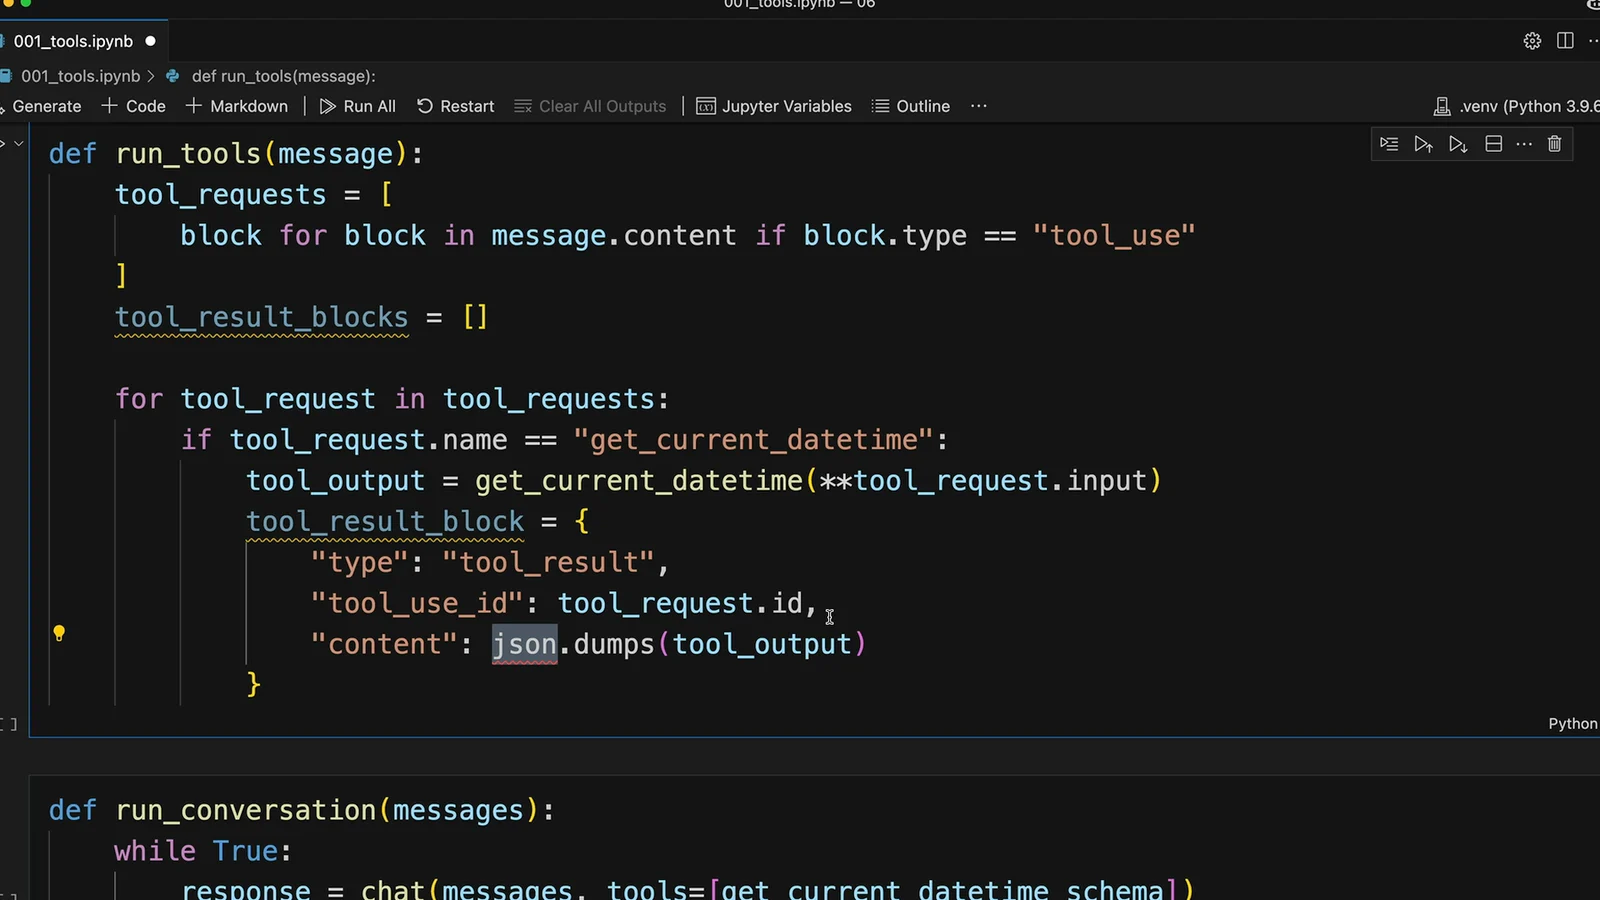 001_tools.ipynb — 06
001_tools.ipynb
001_tools.ipynb > def run_tools(message):
Generate + Code + Markdown | Run All Restart Clear All Outputs | Jupyter Variables Outline ··· .venv (Python 3.9.6
def run_tools(message):
    tool_requests = [
        block for block in message.content if block.type == "tool_use"
    ]
    tool_result_blocks = []
    for tool_request in tool_requests:
        if tool_request.name == "get_current_datetime":
            tool_output = get_current_datetime(**tool_request.input)
            tool_result_block = {
                "type": "tool_result",
                "tool_use_id": tool_request.id,
                "content": json.dumps(tool_output)
            }
Python
def run_conversation(messages):
    while True:
        response = chat(messages, tools=[get_current_datetime_schema])